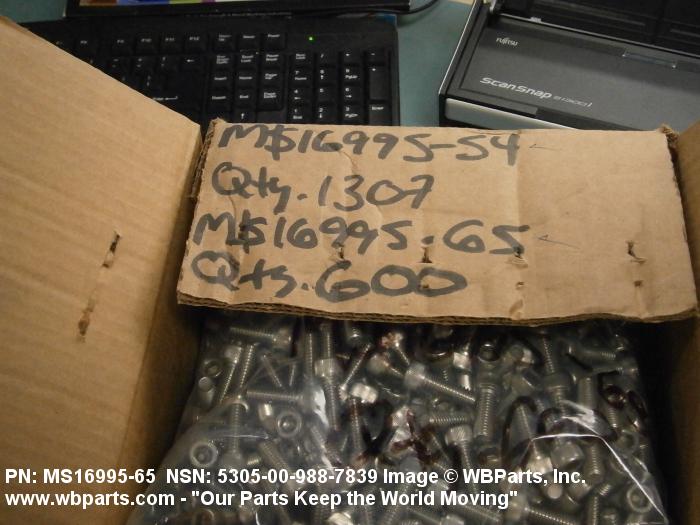 FUJITSU
ScanSnap S1300i
MS16995-54
Qty. 1307
MS16995-65
Qty. 600
PN: MS16995-65 NSN: 5305-00-988-7839 Image © WBParts, Inc.
www.wbparts.com - "Our Parts Keep the World Moving"